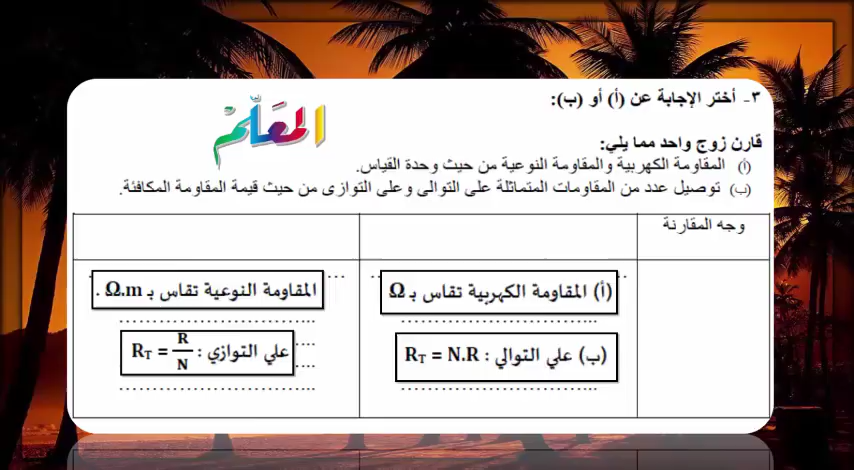 ٣- أختر الإجابة عن (أ) أو (ب):
المعلم
قارن زوج واحد مما يلي:
(أ) المقاومة الكهربية والمقاومة النوعية من حيث وحدة القياس.
(ب) توصيل عدد من المقاومات المتماثلة على التوالى وعلى التوازى من حيث قيمة المقاومة المكافئة.
وجه المقارنة
(أ) المقاومة الكهربية تقاس بـ Ω
المقاومة النوعية تقاس بـ Ω.m .
(ب) علي التوالي : R_T = N.R
علي التوازي : R_T = R/N